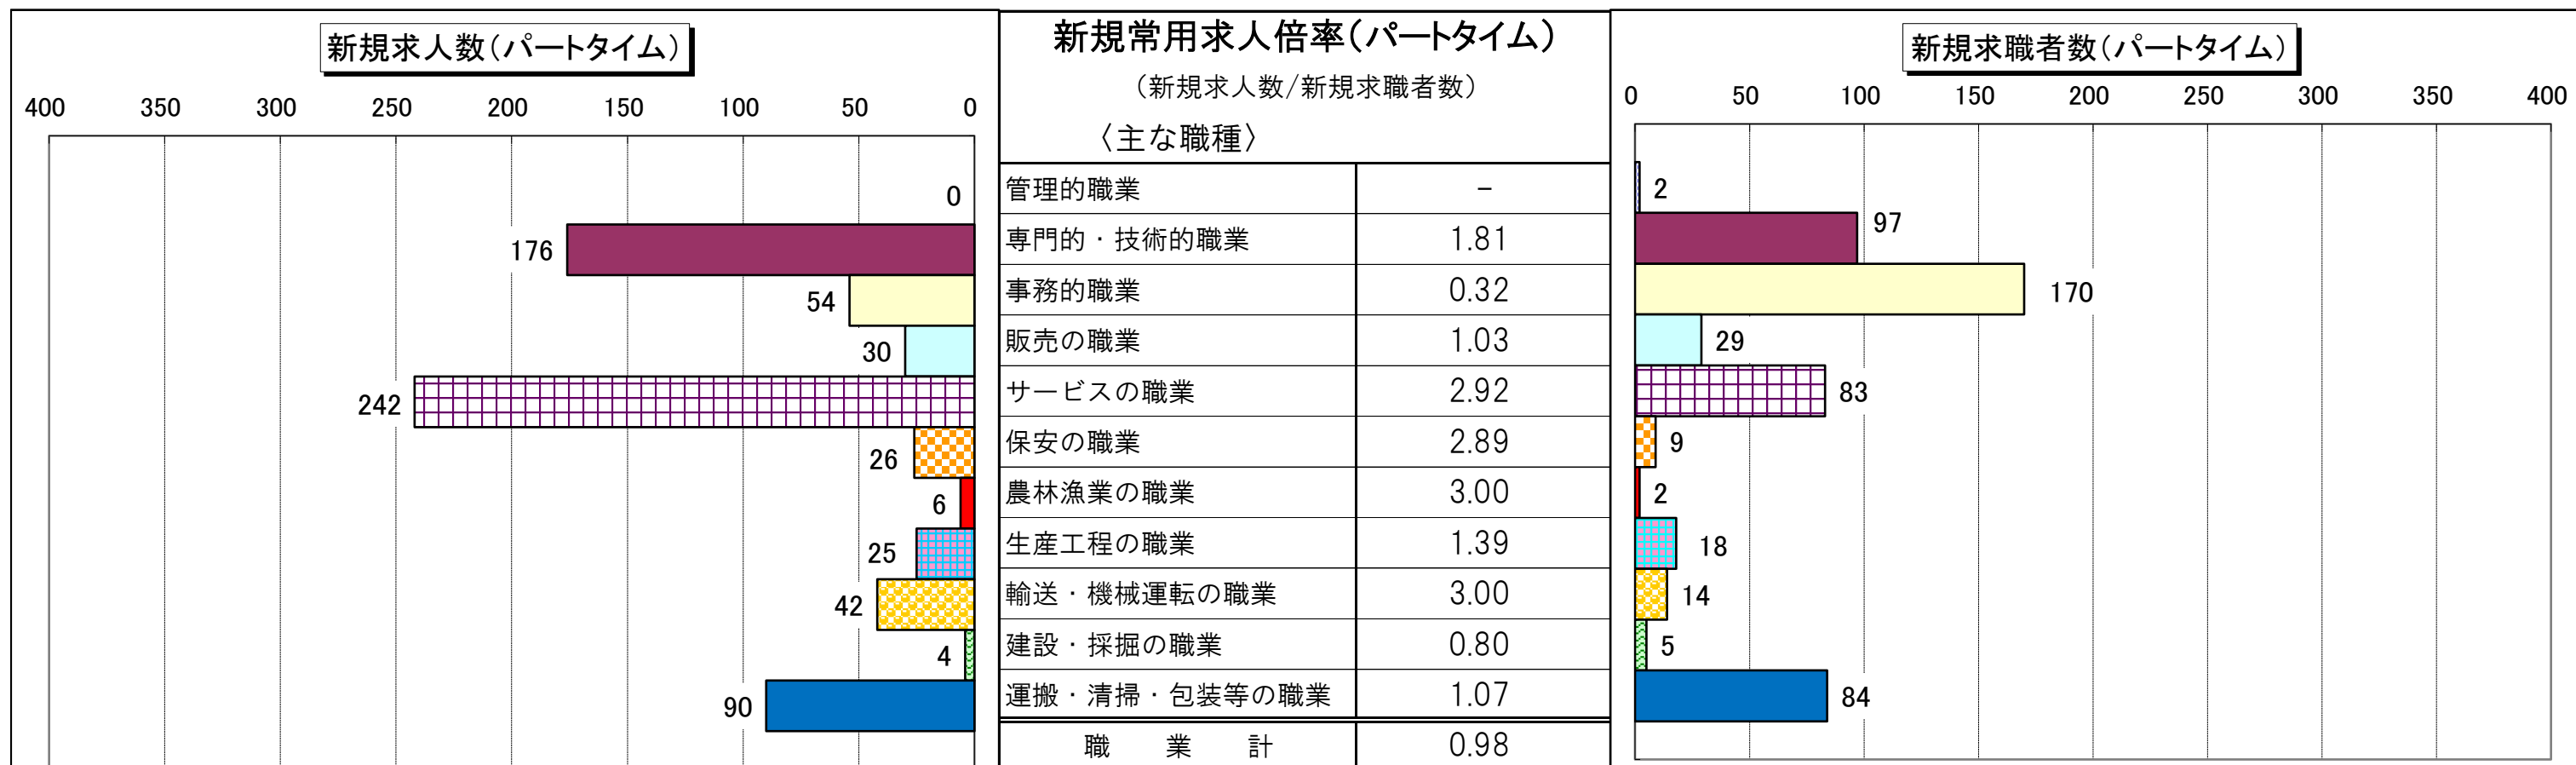 新規求人数(パートタイム)
400 350 300 250 200 150 100 50 0
0
176
54
30
242
26
6
25
42
4
90
新規常用求人倍率(パートタイム)
(新規求人数/新規求職者数)
〈主な職種〉
管理的職業 －
専門的・技術的職業 1.81
事務的職業 0.32
販売の職業 1.03
サービスの職業 2.92
保安の職業 2.89
農林漁業の職業 3.00
生産工程の職業 1.39
輸送・機械運転の職業 3.00
建設・採掘の職業 0.80
運搬・清掃・包装等の職業 1.07
職 業 計 0.98
新規求職者数(パートタイム)
0 50 100 150 200 250 300 350 400
2
97
170
29
83
9
2
18
14
5
84